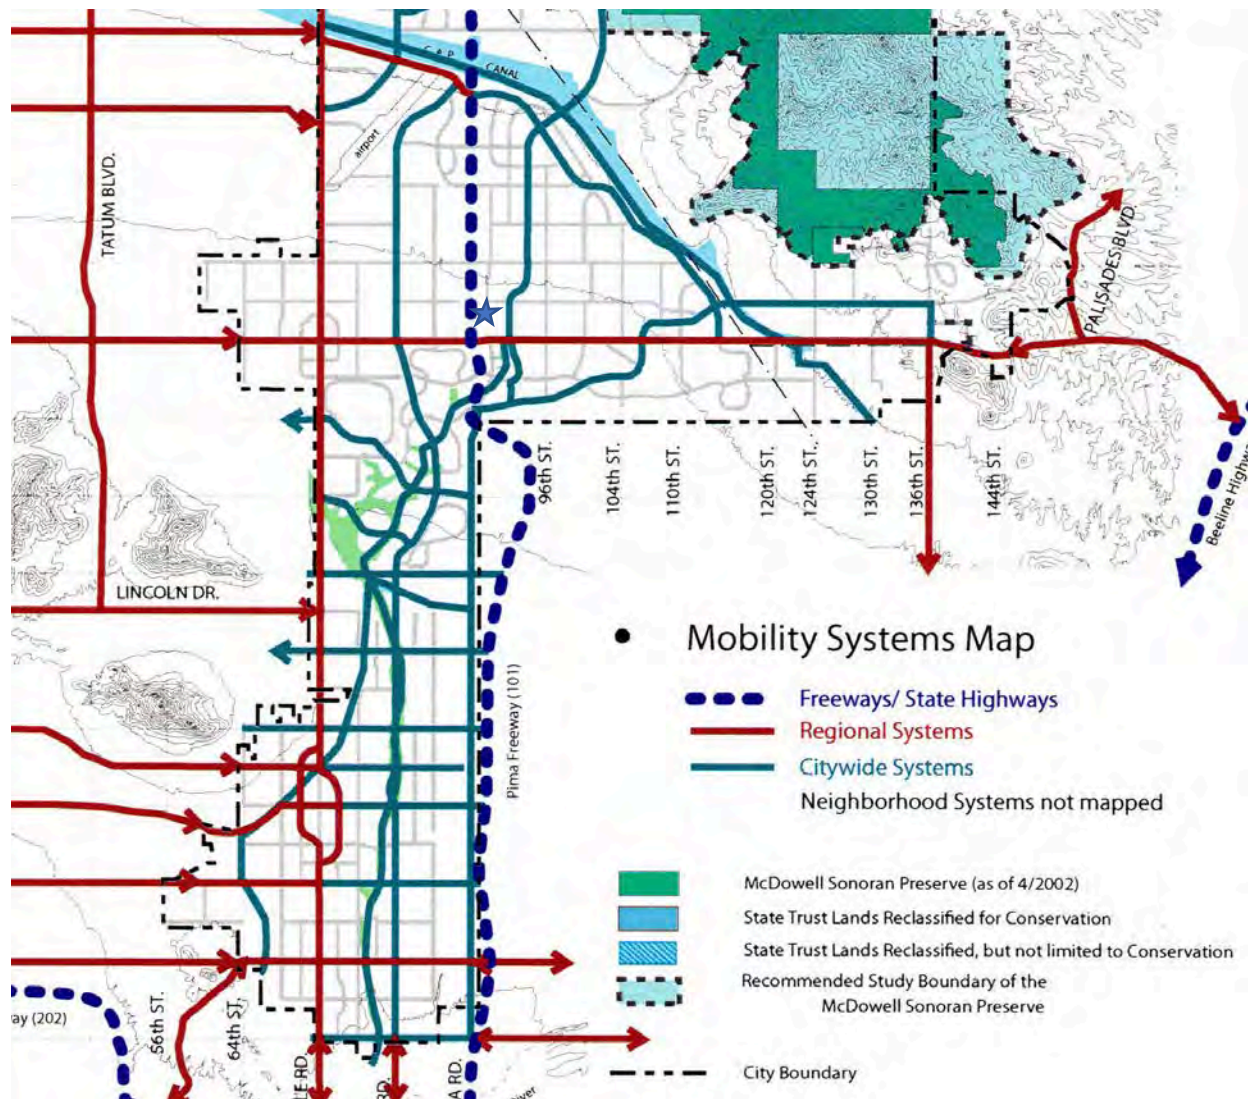 C A P
CANAL
airport
TATUM BLVD.
PALISADES BLVD.
96th ST.
104th ST.
110th ST.
120th ST.
124th ST.
130th ST.
136th ST.
144th ST.
Beeline Highw
LINCOLN DR.
• Mobility Systems Map
Freeways/ State Highways
Regional Systems
Citywide Systems
Neighborhood Systems not mapped
Pima Freeway (101)
McDowell Sonoran Preserve (as of 4/2002)
State Trust Lands Reclassified for Conservation
State Trust Lands Reclassified, but not limited to Conservation
Recommended Study Boundary of the
McDowell Sonoran Preserve
City Boundary
ay (202)
56th ST.
64th ST.
LE RD.
RD.
A RD.
River